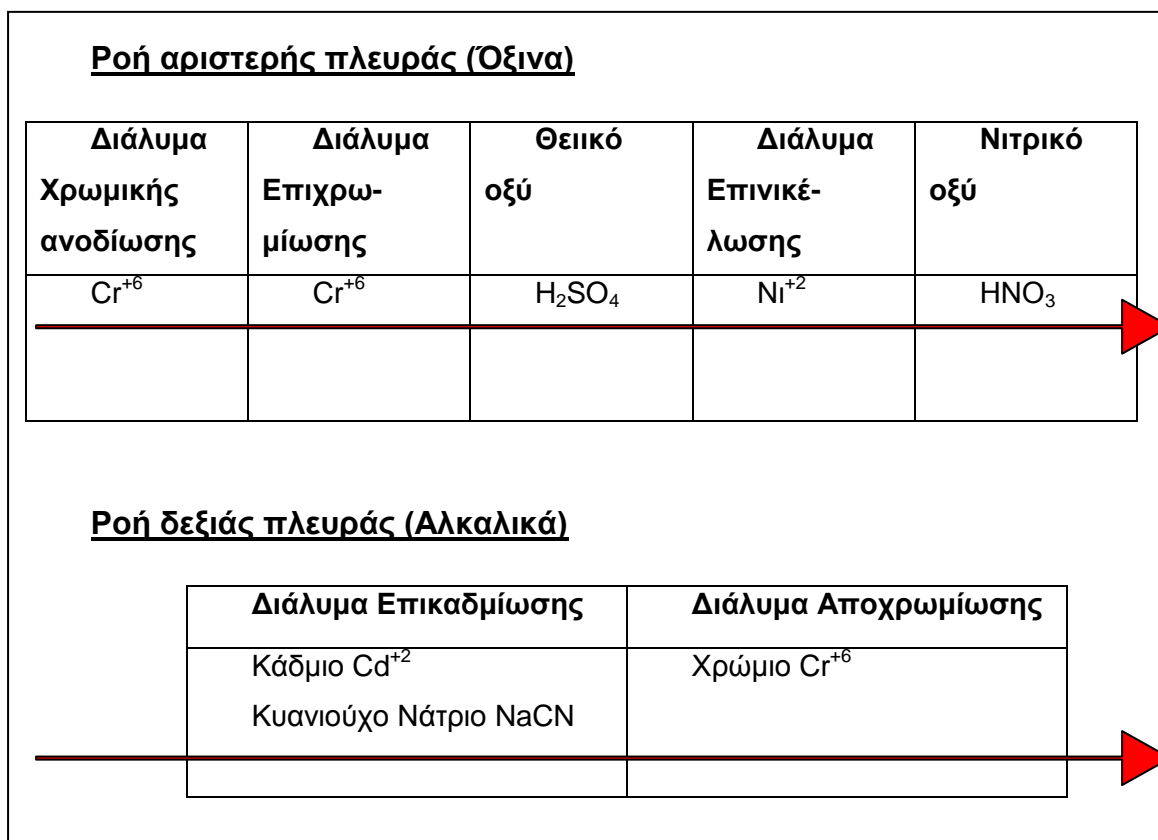 Ροή αριστερής πλευράς (Όξινα)
Διάλυμα Χρωμικής ανοδίωσης
Διάλυμα Επιχρω-
μίωσης
Θειικό οξύ
Διάλυμα Επινικέ-
λωσης
Νιτρικό οξύ
Cr+6
Cr+6
H2SO4
Νι+2
HNO3
Ροή δεξιάς πλευράς (Αλκαλικά)
Διάλυμα Επικαδμίωσης
Διάλυμα Αποχρωμίωσης
Κάδμιο Cd+2
Κυανιούχο Νάτριο NaCN
Χρώμιο Cr+6